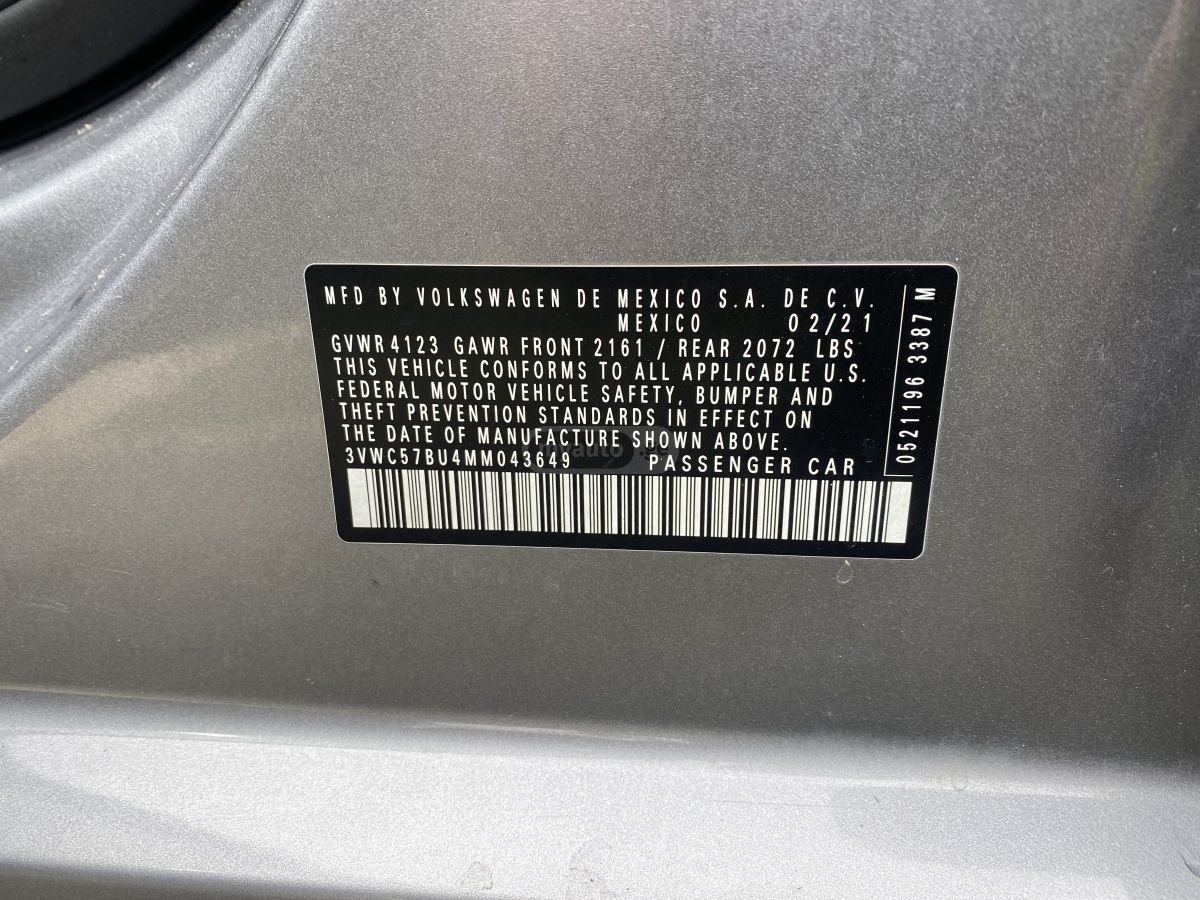 MFD BY VOLKSWAGEN DE MEXICO S.A. DE C.V.
MEXICO 02/21
GVWR 4123 GAWR FRONT 2161 / REAR 2072 LBS
THIS VEHICLE CONFORMS TO ALL APPLICABLE U.S.
FEDERAL MOTOR VEHICLE SAFETY, BUMPER AND
THEFT PREVENTION STANDARDS IN EFFECT ON
THE DATE OF MANUFACTURE SHOWN ABOVE.
3VWC57BU4MM043649 PASSENGER CAR
0521196 3387 M